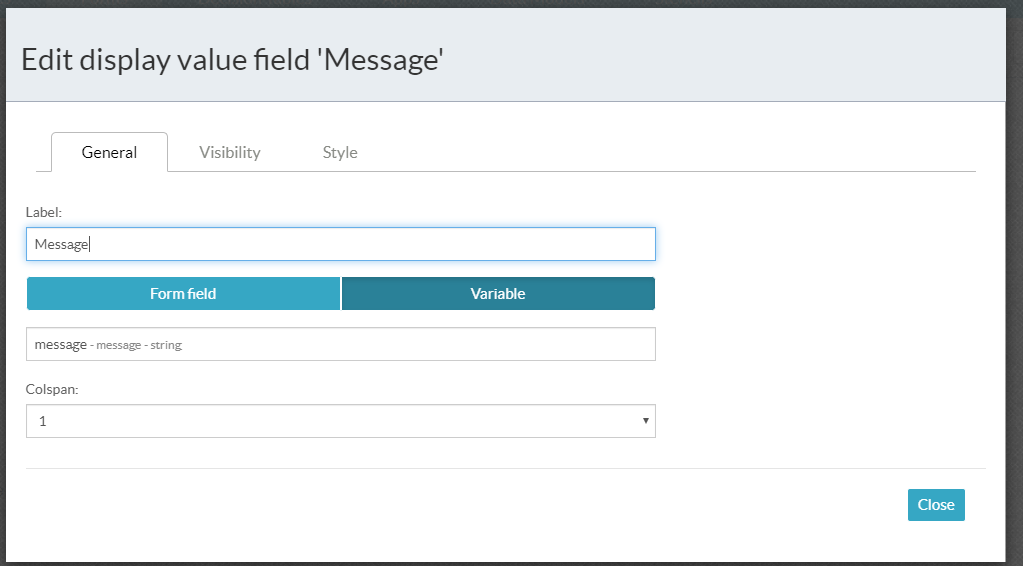 Edit display value field 'Message'
General Visibility Style
Label:
Message
Form field Variable
message - message - string
Colspan:
1
Close